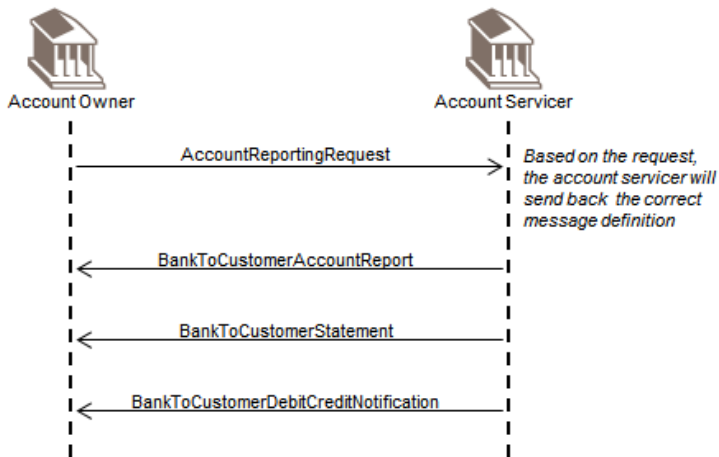 Account Owner
Account Servicer
AccountReportingRequest
Based on the request,
the account servicer will
send back the correct
message definition
BankToCustomerAccountReport
BankToCustomerStatement
BankToCustomerDebitCreditNotification